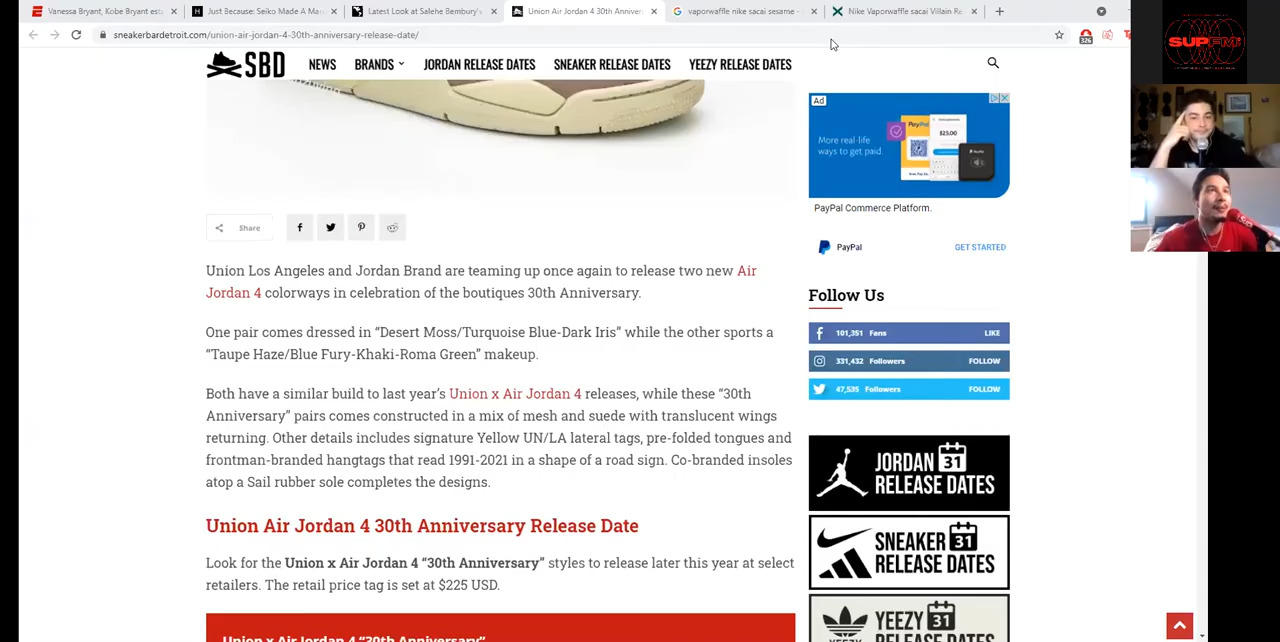 Vanessa Bryant, Kobe Bryant esta
Just Because: Seiko Made A Mar
Latest Look at Salehe Bembury's
Union Air Jordan 4 30th Anniver
vaporwaffle nike sacai sesame -
Nike Vaporwaffle sacai Villain Re
sneakerbardetroit.com/union-air-jordan-4-30th-anniversary-release-date/
326
SUPFM
SBD
NEWS
BRANDS
JORDAN RELEASE DATES
SNEAKER RELEASE DATES
YEEZY RELEASE DATES
Ad
More real-life
ways to get paid.
PayPal
$25.00
PayPal Commerce Platform.
PayPal
GET STARTED
Share
Union Los Angeles and Jordan Brand are teaming up once again to release two new Air
Jordan 4 colorways in celebration of the boutiques 30th Anniversary.
One pair comes dressed in “Desert Moss/Turquoise Blue-Dark Iris” while the other sports a
“Taupe Haze/Blue Fury-Khaki-Roma Green” makeup.
Both have a similar build to last year’s Union x Air Jordan 4 releases, while these “30th
Anniversary” pairs comes constructed in a mix of mesh and suede with translucent wings
returning. Other details includes signature Yellow UN/LA lateral tags, pre-folded tongues and
frontman-branded hangtags that read 1991-2021 in a shape of a road sign. Co-branded insoles
atop a Sail rubber sole completes the designs.
Union Air Jordan 4 30th Anniversary Release Date
Look for the Union x Air Jordan 4 “30th Anniversary” styles to release later this year at select
retailers. The retail price tag is set at $225 USD.
Union x Air Jordan 4 “30th Anniversary”
Follow Us
101,351 Fans LIKE
331,432 Followers FOLLOW
47,535 Followers FOLLOW
JORDAN 31
RELEASE DATES
SNEAKER 31
RELEASE DATES
YEEZY 31
RELEASE DATES